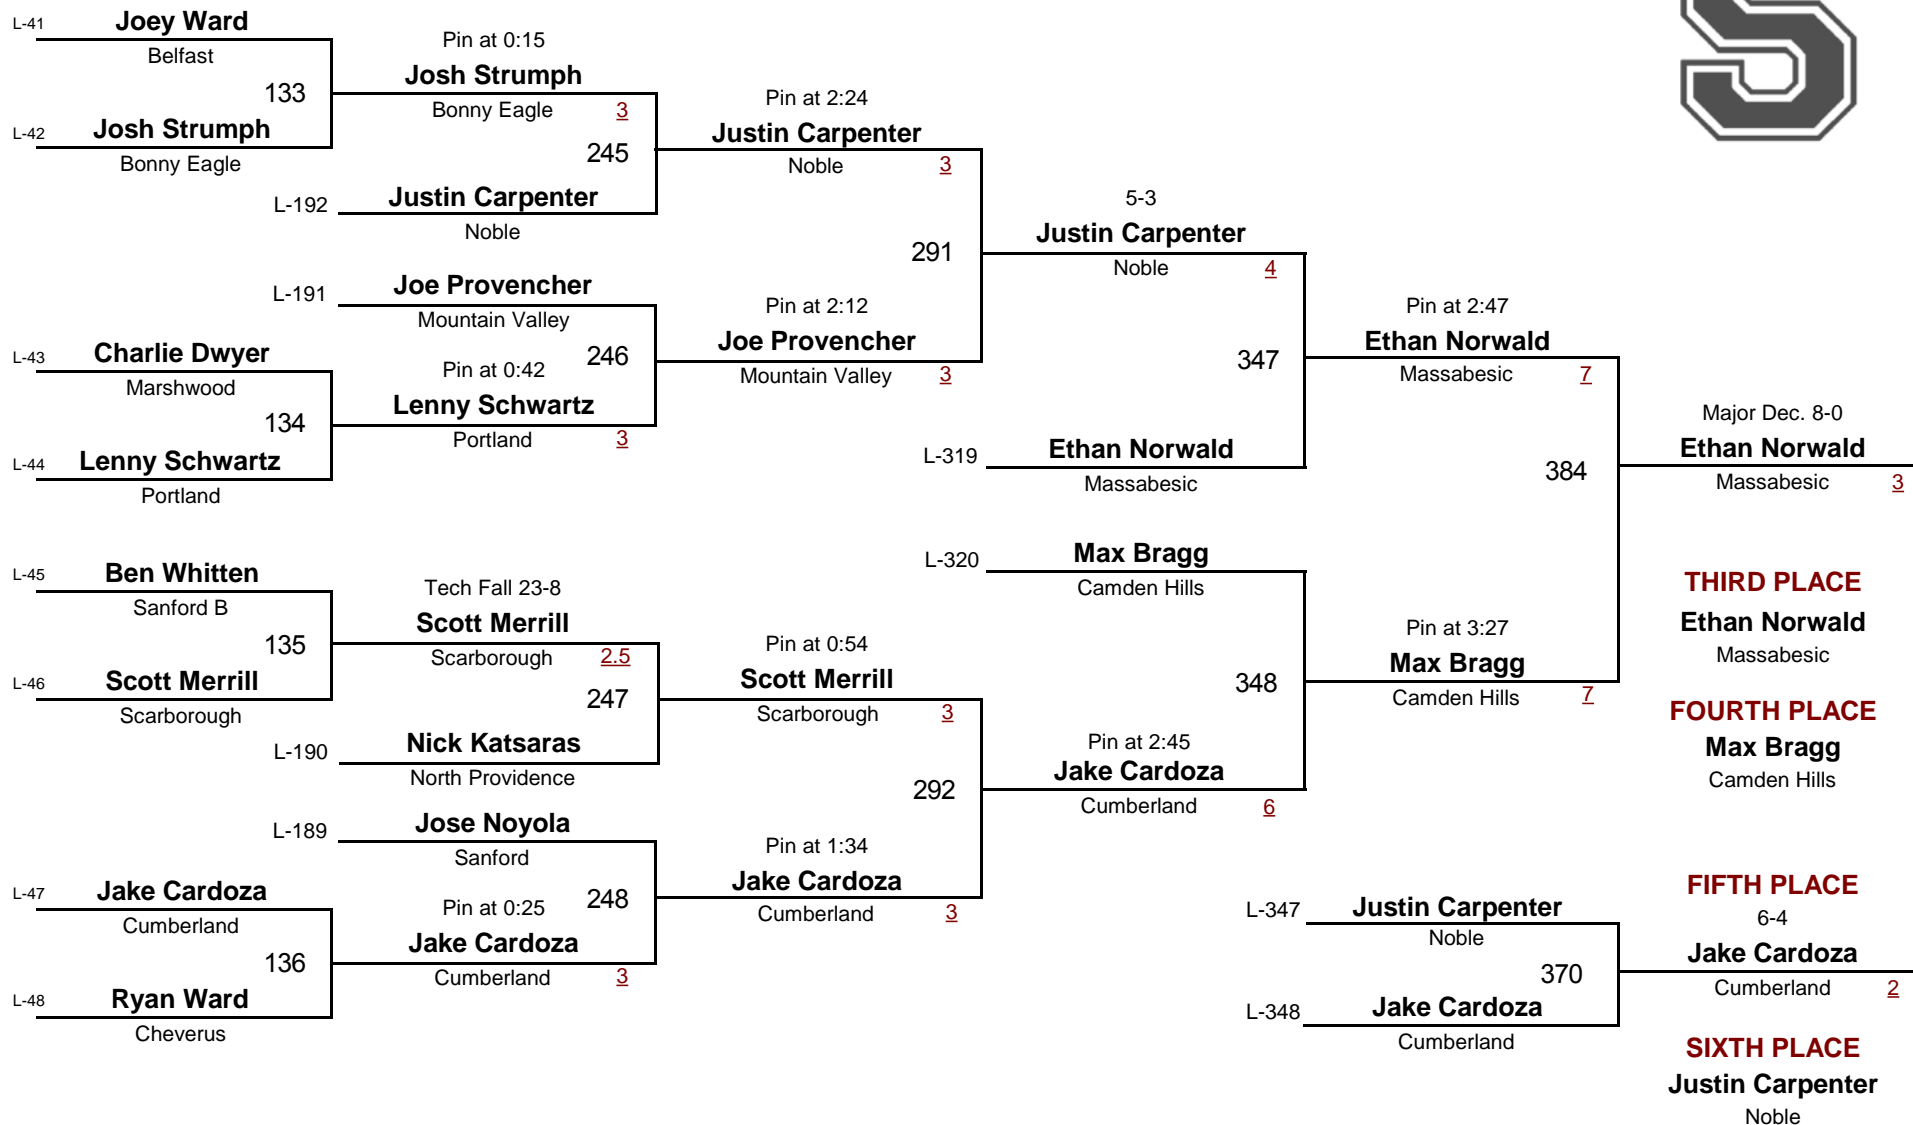 L-41
Joey Ward
Belfast
133
L-42
Josh Strumph
Bonny Eagle
Pin at 0:15
Josh Strumph
Bonny Eagle
3
245
L-192
Justin Carpenter
Noble
Pin at 2:24
Justin Carpenter
Noble
3
291
L-191
Joe Provencher
Mountain Valley
L-43
Charlie Dwyer
Marshwood
134
L-44
Lenny Schwartz
Portland
Pin at 0:42
Lenny Schwartz
Portland
3
246
Pin at 2:12
Joe Provencher
Mountain Valley
3
5-3
Justin Carpenter
Noble
4
347
L-319
Ethan Norwald
Massabesic
Pin at 2:47
Ethan Norwald
Massabesic
7
384
L-45
Ben Whitten
Sanford B
135
L-46
Scott Merrill
Scarborough
Tech Fall 23-8
Scott Merrill
Scarborough
2.5
247
L-190
Nick Katsaras
North Providence
Pin at 0:54
Scott Merrill
Scarborough
3
292
L-189
Jose Noyola
Sanford
L-47
Jake Cardoza
Cumberland
136
L-48
Ryan Ward
Cheverus
Pin at 0:25
Jake Cardoza
Cumberland
3
248
Pin at 1:34
Jake Cardoza
Cumberland
3
L-320
Max Bragg
Camden Hills
348
Pin at 2:45
Jake Cardoza
Cumberland
6
Pin at 3:27
Max Bragg
Camden Hills
7
Major Dec. 8-0
Ethan Norwald
Massabesic
3
THIRD PLACE
Ethan Norwald
Massabesic
FOURTH PLACE
Max Bragg
Camden Hills
L-347
Justin Carpenter
Noble
370
L-348
Jake Cardoza
Cumberland
FIFTH PLACE
6-4
Jake Cardoza
Cumberland
2
SIXTH PLACE
Justin Carpenter
Noble
S